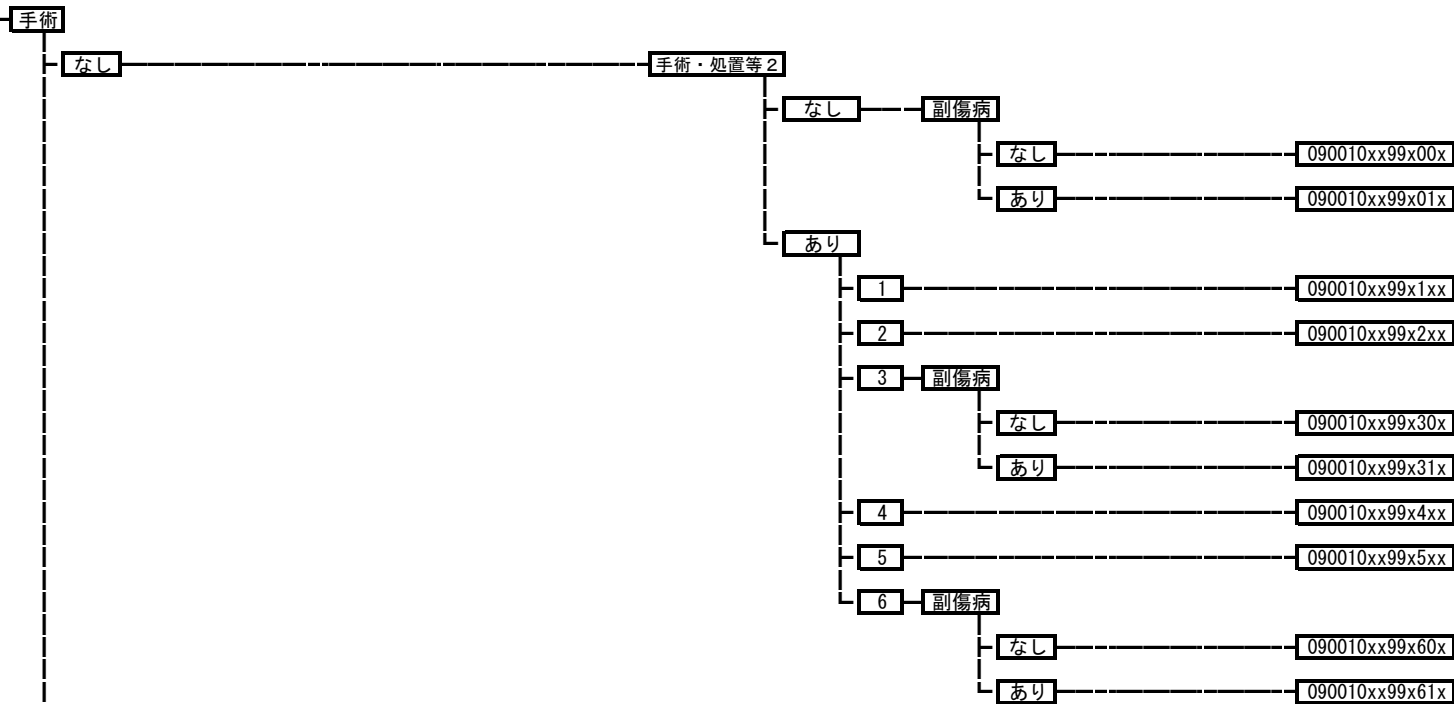 手術
なし 手術・処置等2
なし 副傷病
なし 090010xx99x00x
あり 090010xx99x01x
あり
1 090010xx99x1xx
2 090010xx99x2xx
3 副傷病
なし 090010xx99x30x
あり 090010xx99x31x
4 090010xx99x4xx
5 090010xx99x5xx
6 副傷病
なし 090010xx99x60x
あり 090010xx99x61x